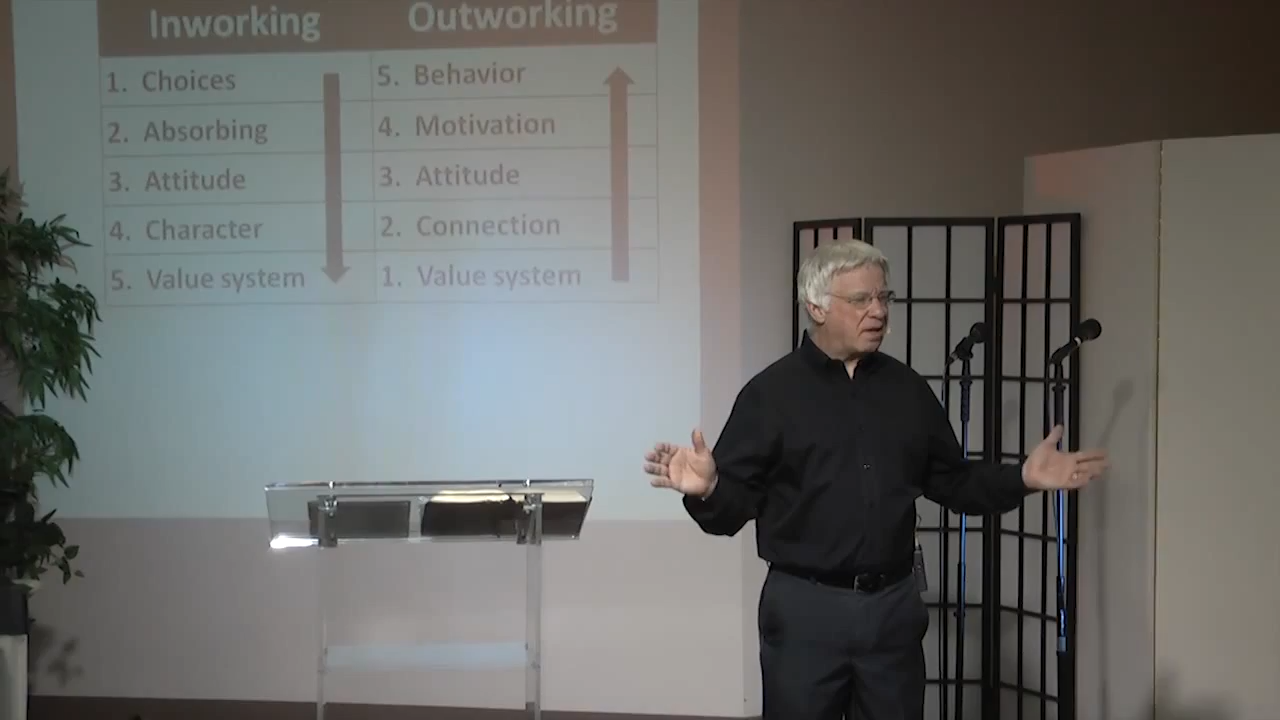 Inworking Outworking
1. Choices 5. Behavior
2. Absorbing 4. Motivation
3. Attitude 3. Attitude
4. Character 2. Connection
5. Value system 1. Value system